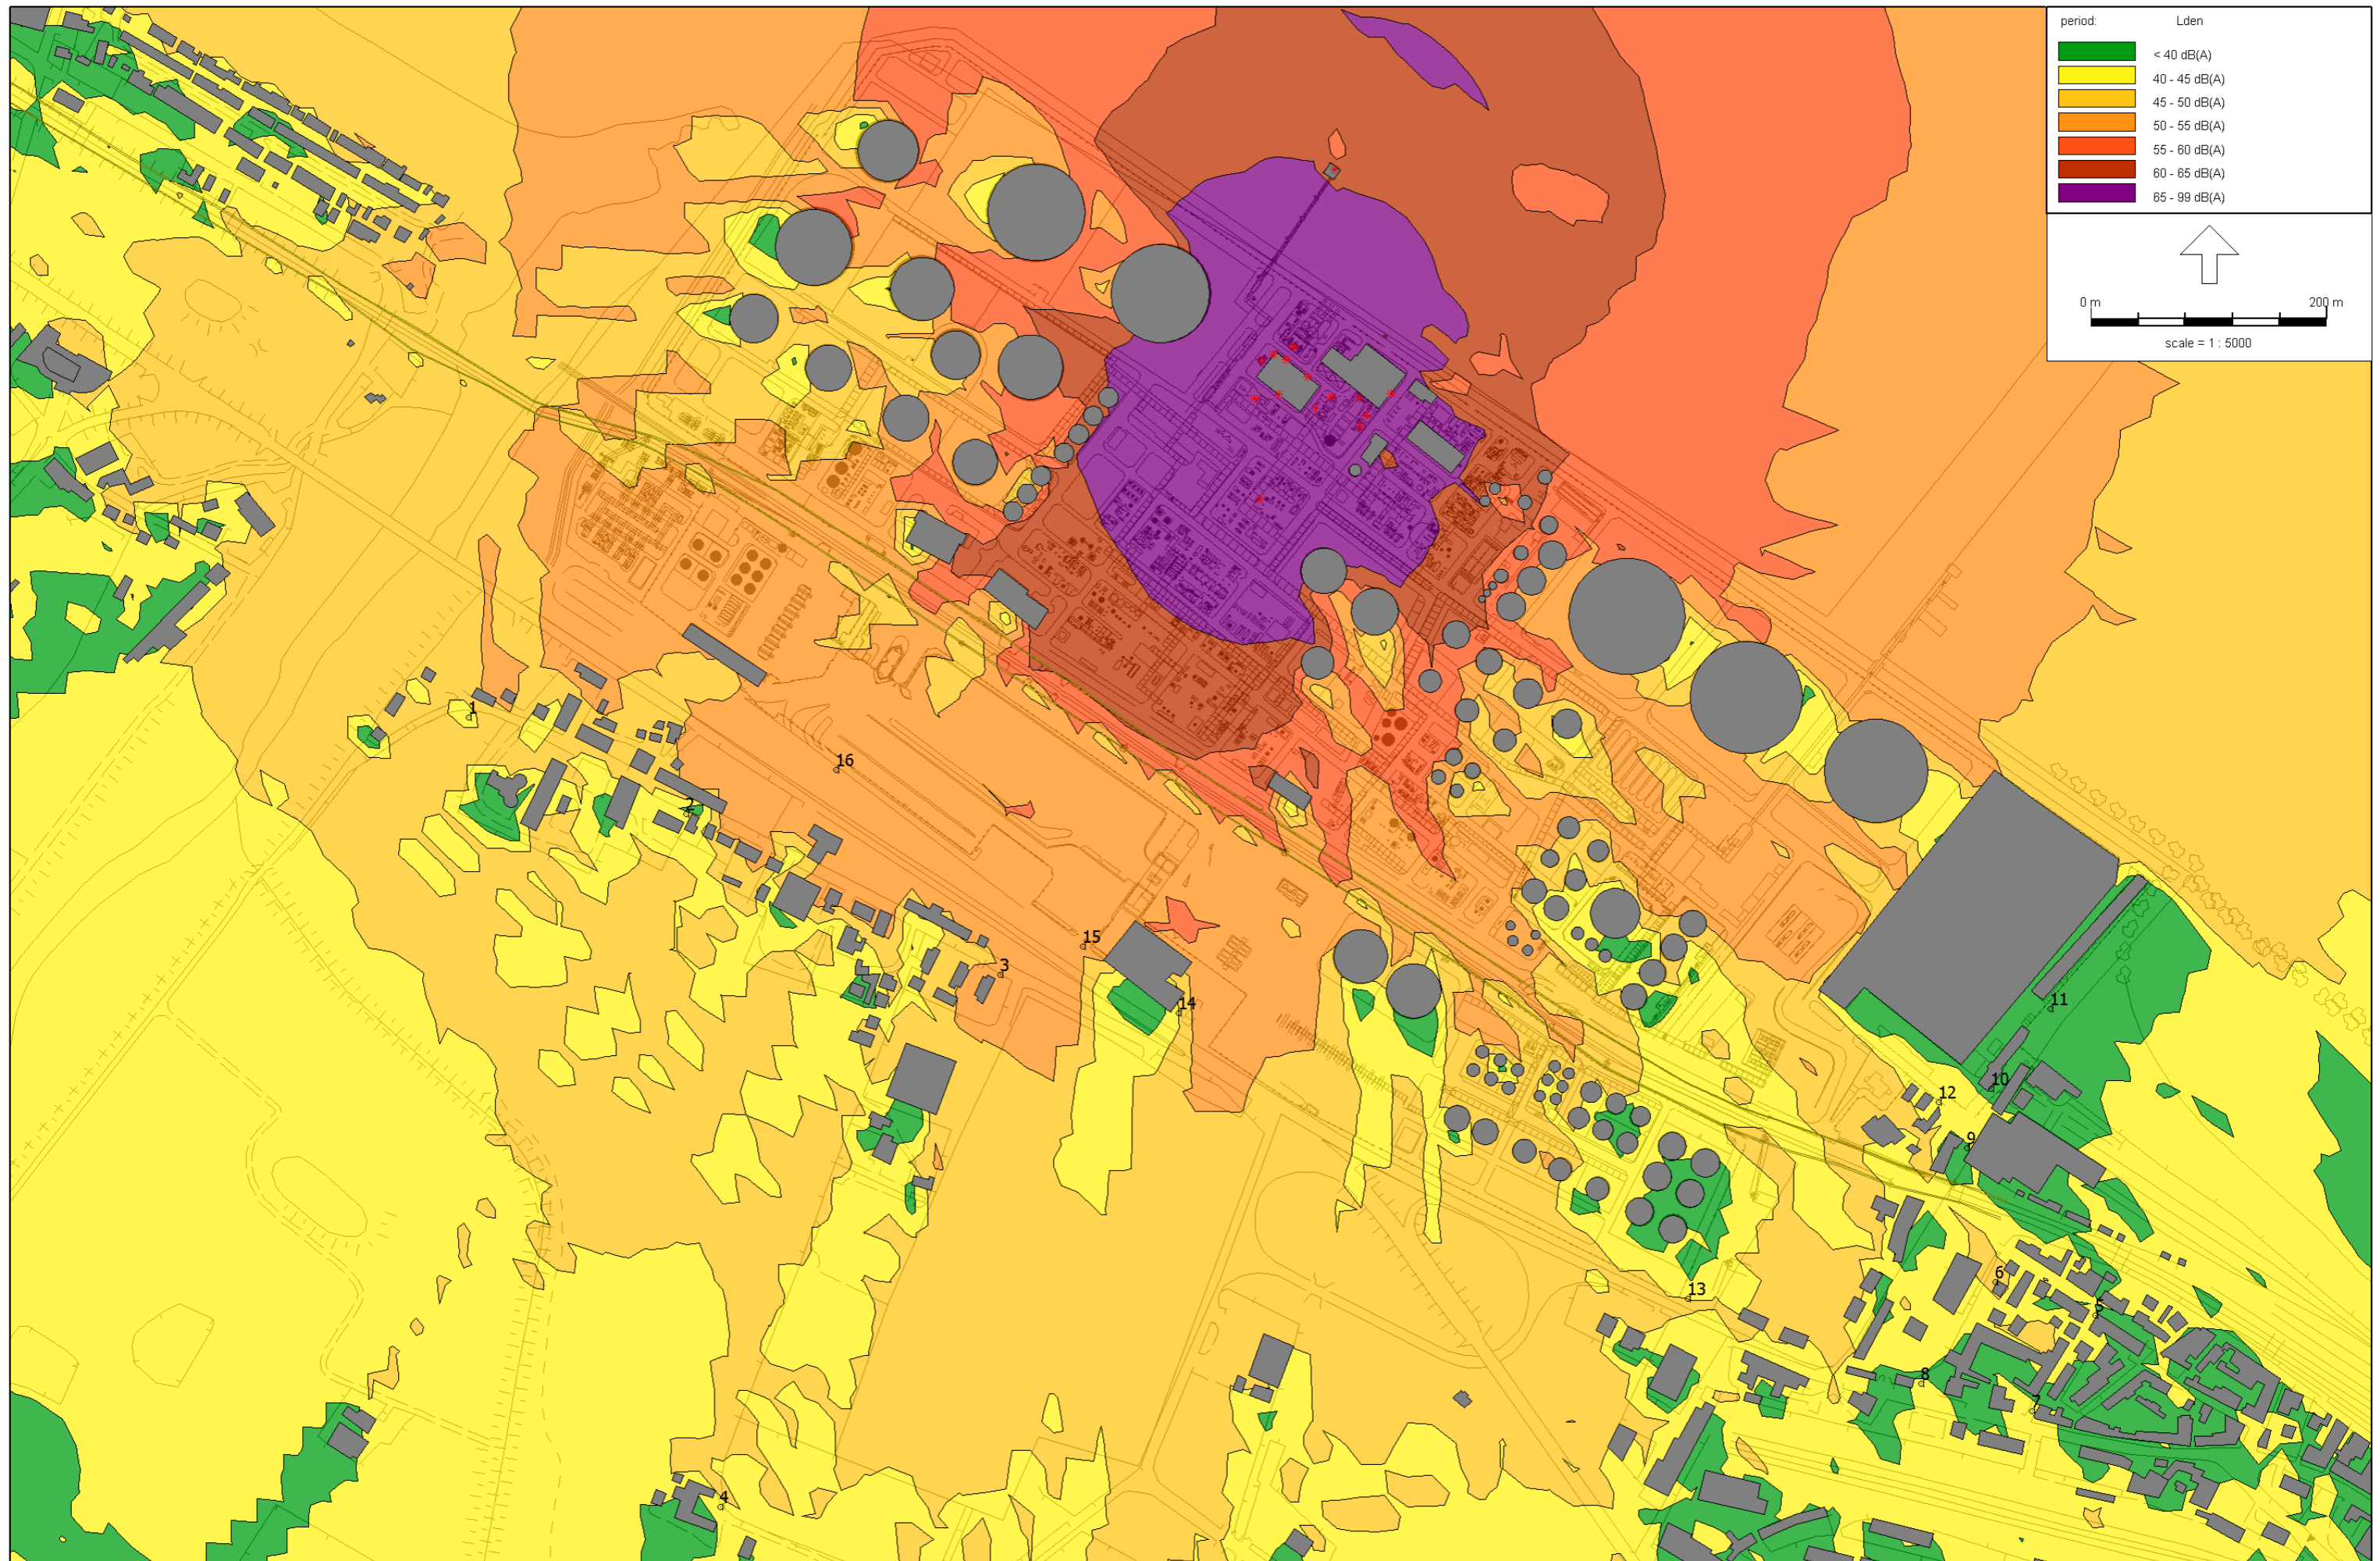 period: Lden
< 40 dB(A)
40 - 45 dB(A)
45 - 50 dB(A)
50 - 55 dB(A)
55 - 60 dB(A)
60 - 65 dB(A)
65 - 99 dB(A)
0 m 200 m
scale = 1 : 5000
1
16
2
15
3
14
11
10
12
9
6
13
5
8
7
4